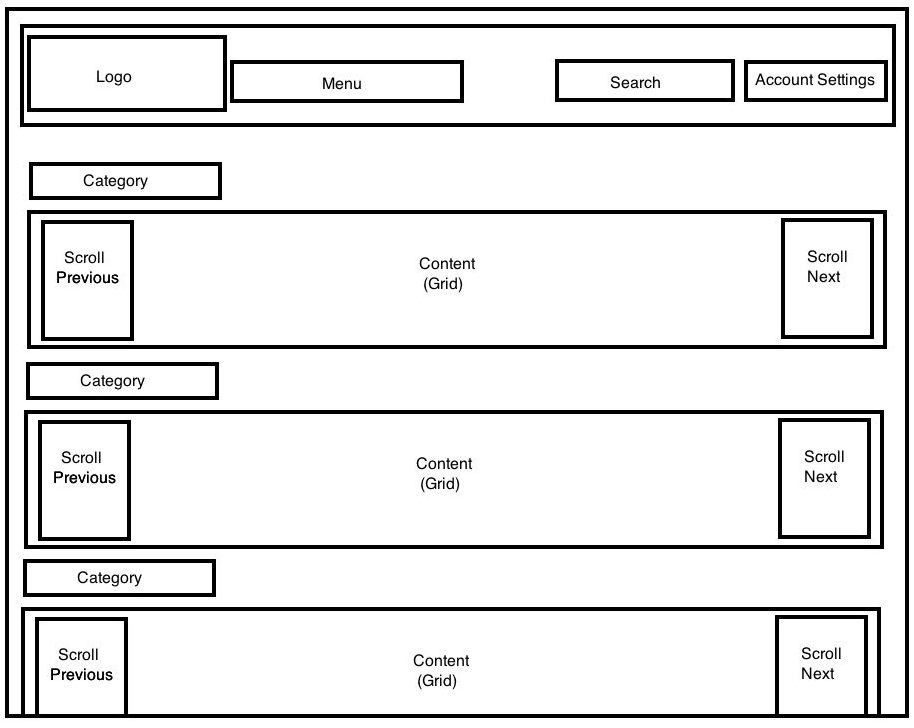 Logo
Menu
Search
Account Settings
Category
Scroll
Previous
Content
(Grid)
Scroll
Next
Category
Scroll
Previous
Content
(Grid)
Scroll
Next
Category
Scroll
Previous
Content
(Grid)
Scroll
Next